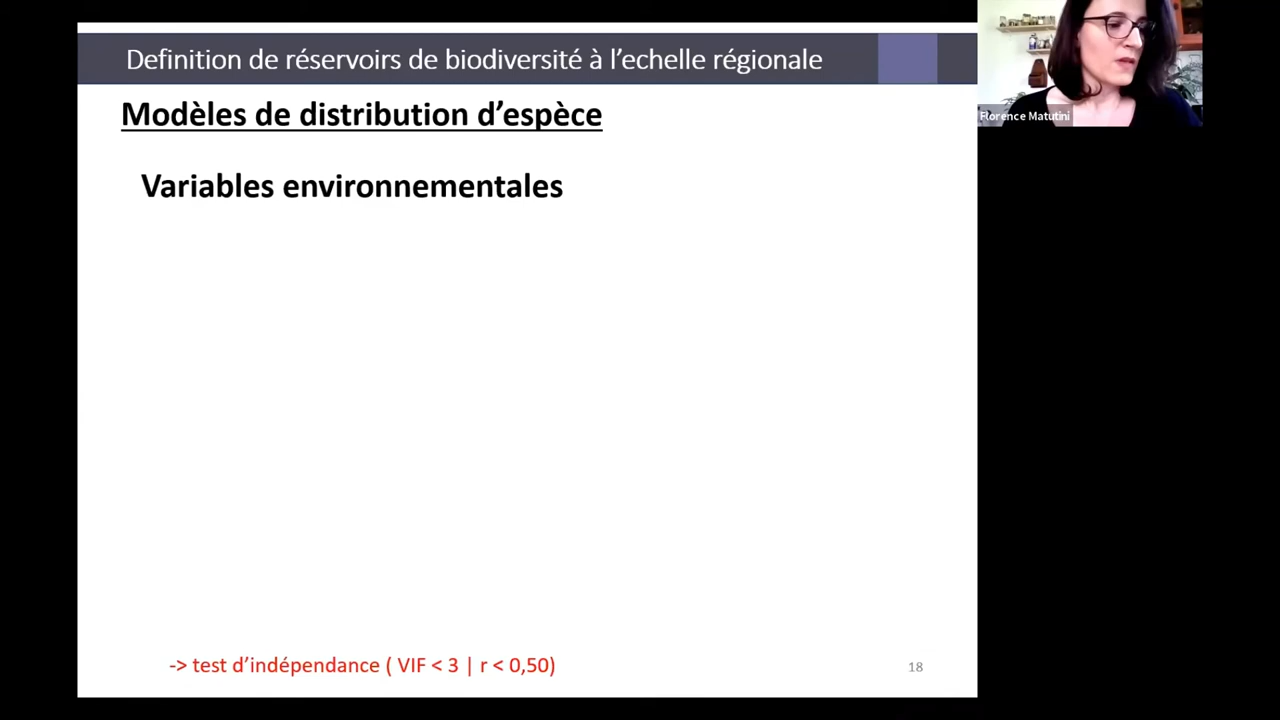 Definition de réservoirs de biodiversité à l’echelle régionale
Florence Matutini
Modèles de distribution d’espèce
Variables environnementales
-> test d’indépendance ( VIF < 3 | r < 0,50)
18